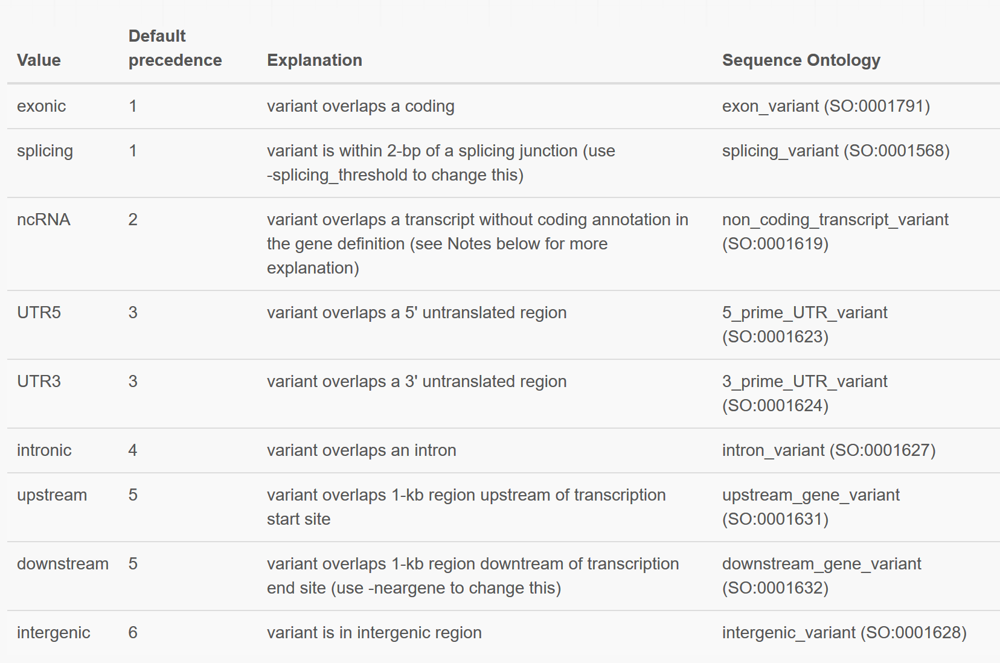 Value Default precedence Explanation Sequence Ontology
exonic 1 variant overlaps a coding exon_variant (SO:0001791)
splicing 1 variant is within 2-bp of a splicing junction (use splicing_variant (SO:0001568)
-splicing_threshold to change this)
ncRNA 2 variant overlaps a transcript without coding annotation in non_coding_transcript_variant
the gene definition (see Notes below for more (SO:0001619)
explanation)
UTR5 3 variant overlaps a 5' untranslated region 5_prime_UTR_variant
(SO:0001623)
UTR3 3 variant overlaps a 3' untranslated region 3_prime_UTR_variant
(SO:0001624)
intronic 4 variant overlaps an intron intron_variant (SO:0001627)
upstream 5 variant overlaps 1-kb region upstream of transcription upstream_gene_variant
start site (SO:0001631)
downstream 5 variant overlaps 1-kb region downtream of transcription downstream_gene_variant
end site (use -neargene to change this) (SO:0001632)
intergenic 6 variant is in intergenic region intergenic_variant (SO:0001628)